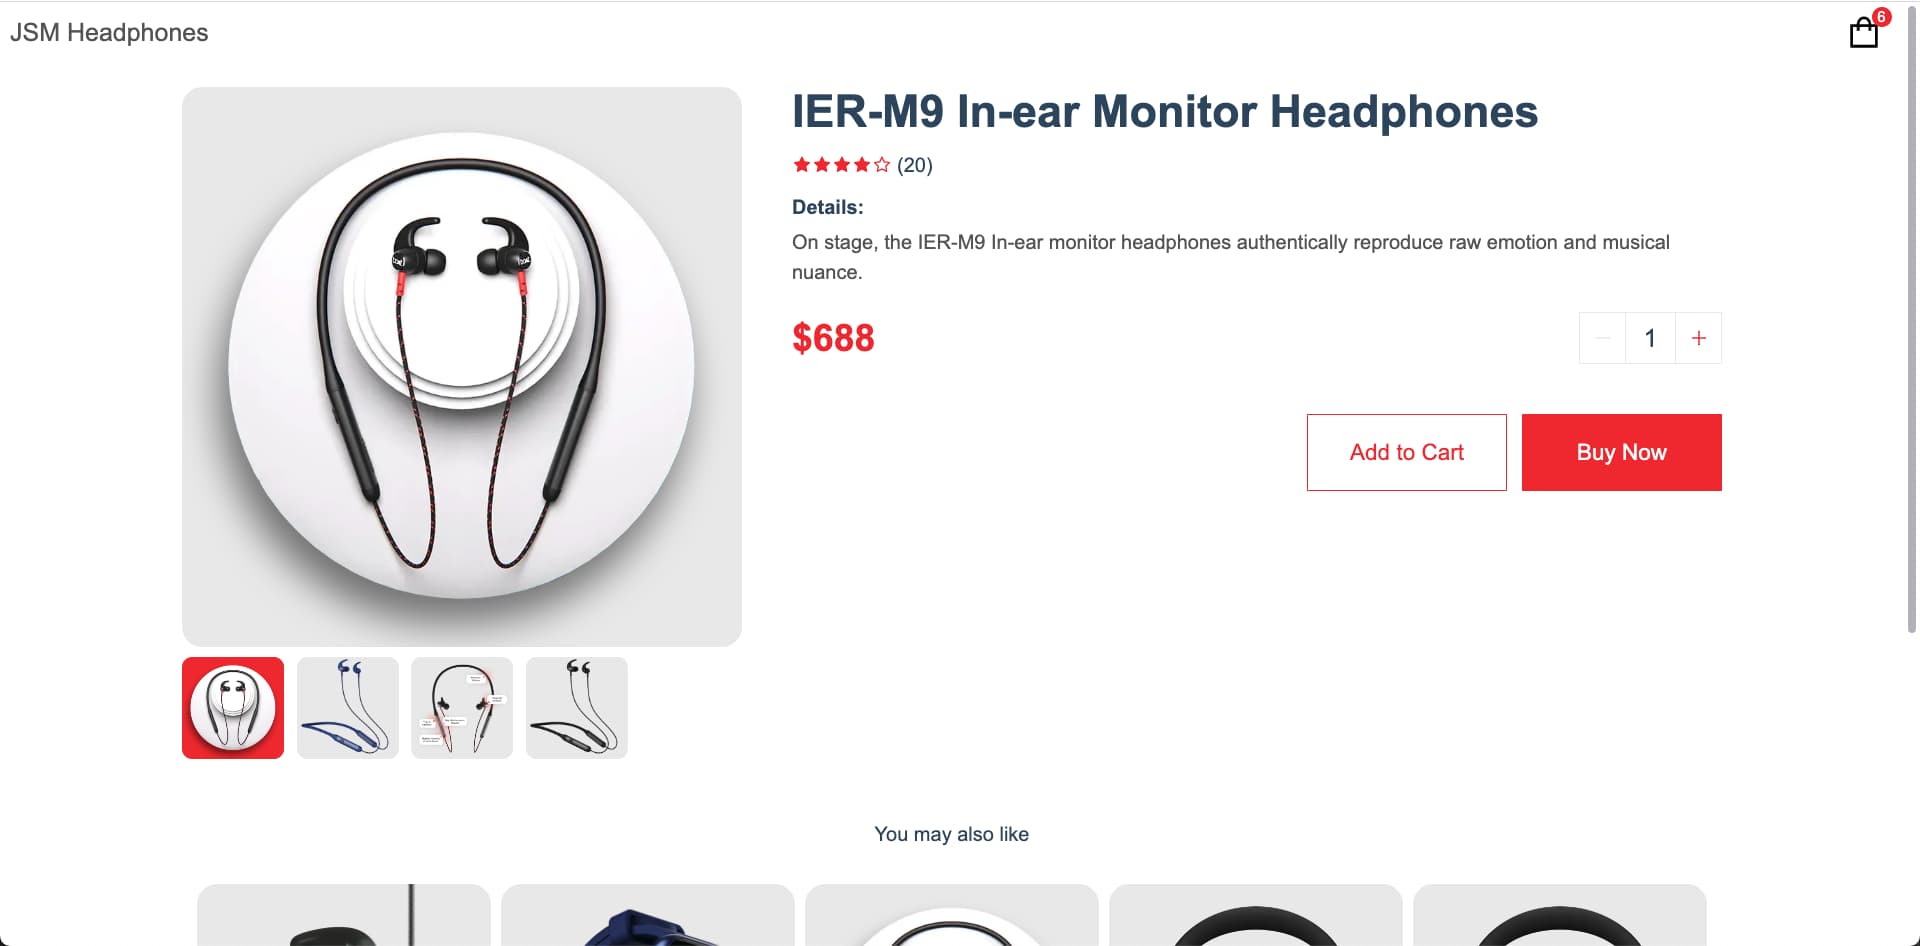 JSM Headphones
6
IER-M9 In-ear Monitor Headphones
(20)
Details:
On stage, the IER-M9 In-ear monitor headphones authentically reproduce raw emotion and musical
nuance.
$688
1
+
Add to Cart
Buy Now
You may also like